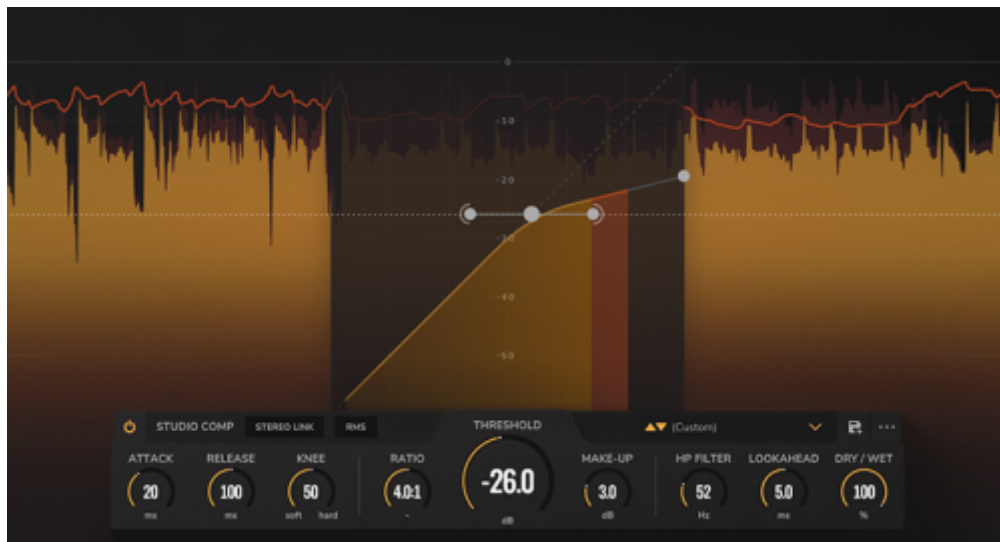 0
-10
-20
-30
-40
-50
STUDIO COMP STEREO LINK RMS THRESHOLD (Custom)
ATTACK RELEASE KNEE RATIO MAKE-UP HP FILTER LOOKAHEAD DRY / WET
20 100 50 4.0:1 -26.0 3.0 52 5.0 100
ms ms soft hard - dB dB Hz ms %